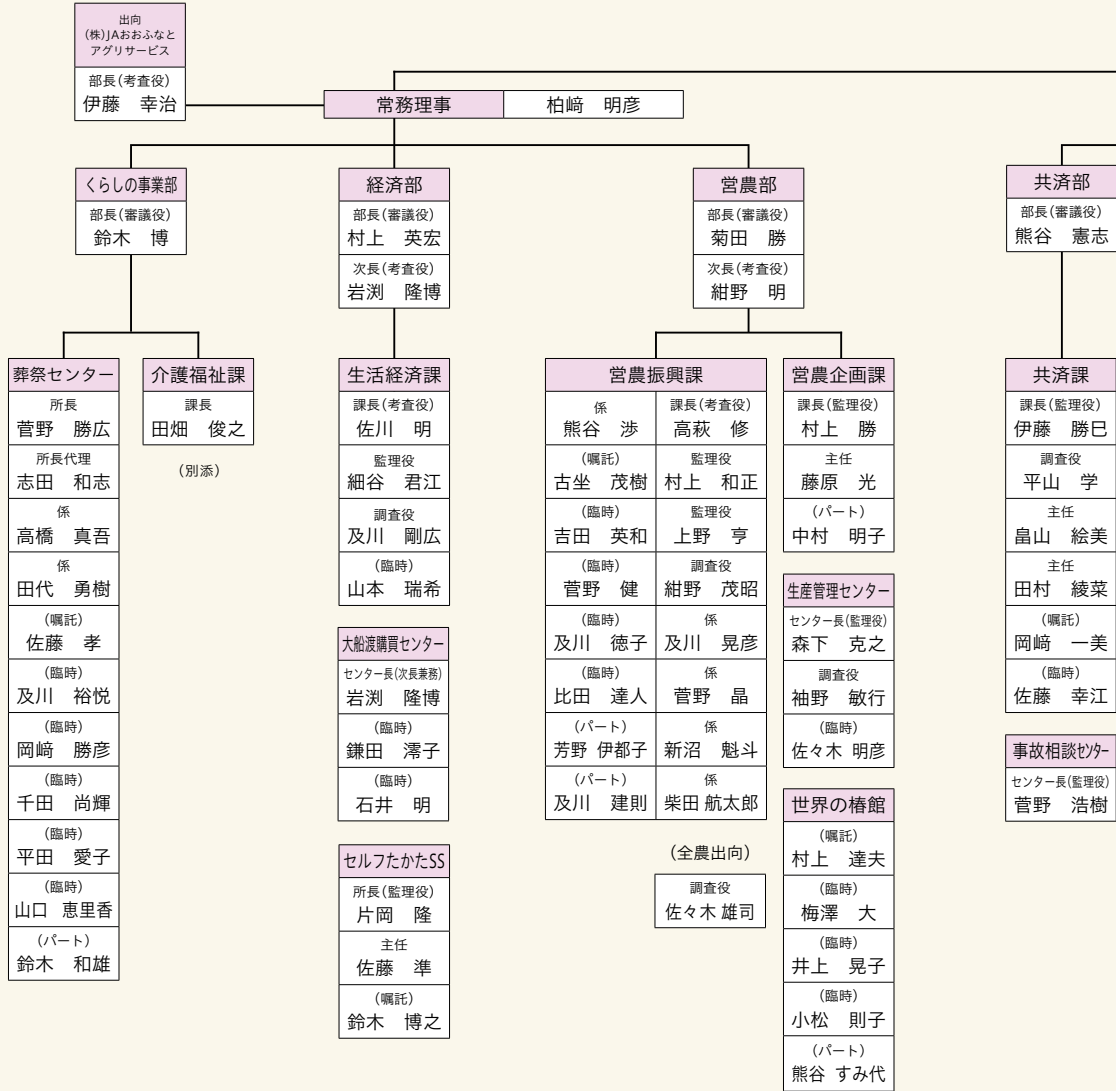 出向
(株)JAおおふなと
アグリサービス
部長(考査役)
伊藤　幸治
常務理事　柏﨑　明彦
くらしの事業部
部長(審議役)
鈴木　博
葬祭センター
所長
菅野　勝広
所長代理
志田　和志
係
高橋　真吾
係
田代　勇樹
(嘱託)
佐藤　孝
(臨時)
及川　裕悦
(臨時)
岡﨑　勝彦
(臨時)
千田　尚輝
(臨時)
平田　愛子
(臨時)
山口　恵里香
(パート)
鈴木　和雄
介護福祉課
課長
田畑　俊之
(別添)
経済部
部長(審議役)
村上　英宏
次長(考査役)
岩渕　隆博
生活経済課
課長(考査役)
佐川　明
監理役
細谷　君江
調査役
及川　剛広
(臨時)
山本　瑞希
大船渡購買センター
センター長(次長兼務)
岩渕　隆博
(臨時)
鎌田　澪子
(臨時)
石井　明
セルフたかたSS
所長(監理役)
片岡　隆
主任
佐藤　準
(嘱託)
鈴木　博之
営農部
部長(審議役)
菊田　勝
次長(考査役)
紺野　明
営農振興課
課長(考査役)
高萩　修
監理役
村上　和正
監理役
上野　亨
調査役
紺野　茂昭
係
及川　晃彦
係
菅野　晶
係
新沼　魁斗
係
柴田 航太郎
係
熊谷　渉
(嘱託)
古坐　茂樹
(臨時)
吉田　英和
(臨時)
菅野　健
(臨時)
及川　徳子
(臨時)
比田　達人
(パート)
芳野 伊都子
(パート)
及川　建則
(全農出向)
調査役
佐々木 雄司
営農企画課
課長(監理役)
村上　勝
主任
藤原　光
(パート)
中村　明子
生産管理センター
センター長(監理役)
森下　克之
調査役
袖野　敏行
(臨時)
佐々木 明彦
世界の椿館
(嘱託)
村上　達夫
(臨時)
梅澤　大
(臨時)
井上　晃子
(臨時)
小松　則子
(パート)
熊谷 すみ代
共済部
部長(審議役)
熊谷　憲志
共済課
課長(監理役)
伊藤　勝巳
調査役
平山　学
主任
畠山　絵美
主任
田村　綾菜
(嘱託)
岡﨑　一美
(臨時)
佐藤　幸江
事故相談センター
センター長(監理役)
菅野　浩樹